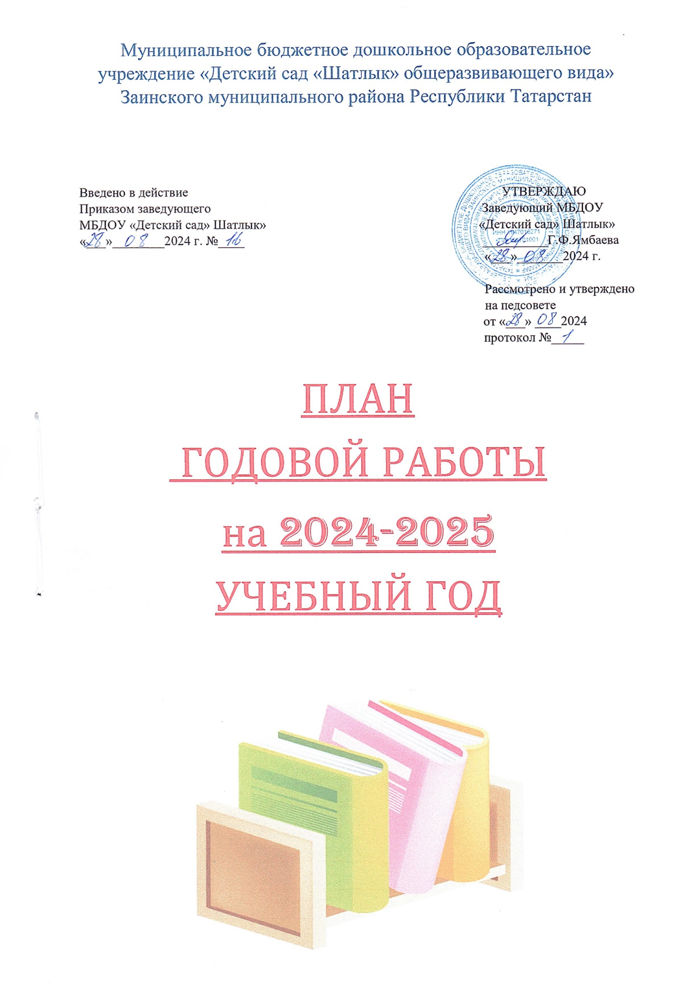 Муниципальное бюджетное дошкольное образовательное
учреждение «Детский сад «Шатлык» общеразвивающего вида»
Заинского муниципального района Республики Татарстан
Введено в действие
Приказом заведующего
МБДОУ «Детский сад» Шатлык»
«28» 08 2024 г. № 16
УТВЕРЖДАЮ
Заведующий МБДОУ
«Детский сад» Шатлык»
Г.Ф.Ямбаева
«28» 08 2024 г.
Рассмотрено и утверждено
на педсовете
от «28» 08 2024
протокол № 1
ПЛАН
ГОДОВОЙ РАБОТЫ
на 2024-2025
УЧЕБНЫЙ ГОД